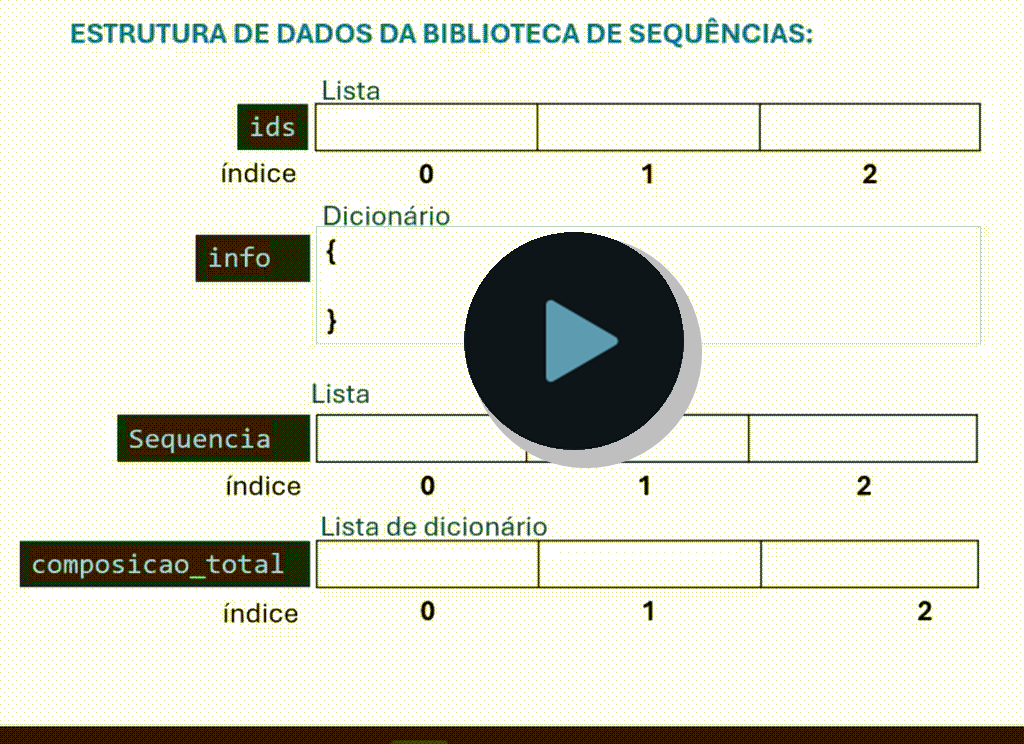 ESTRUTURA DE DADOS DA BIBLIOTECA DE SEQUÊNCIAS:
Lista
ids
índice 0 1 2
Dicionário
info {
}
Lista
Sequencia
índice 0 1 2
Lista de dicionário
composicao_total
índice 0 1 2